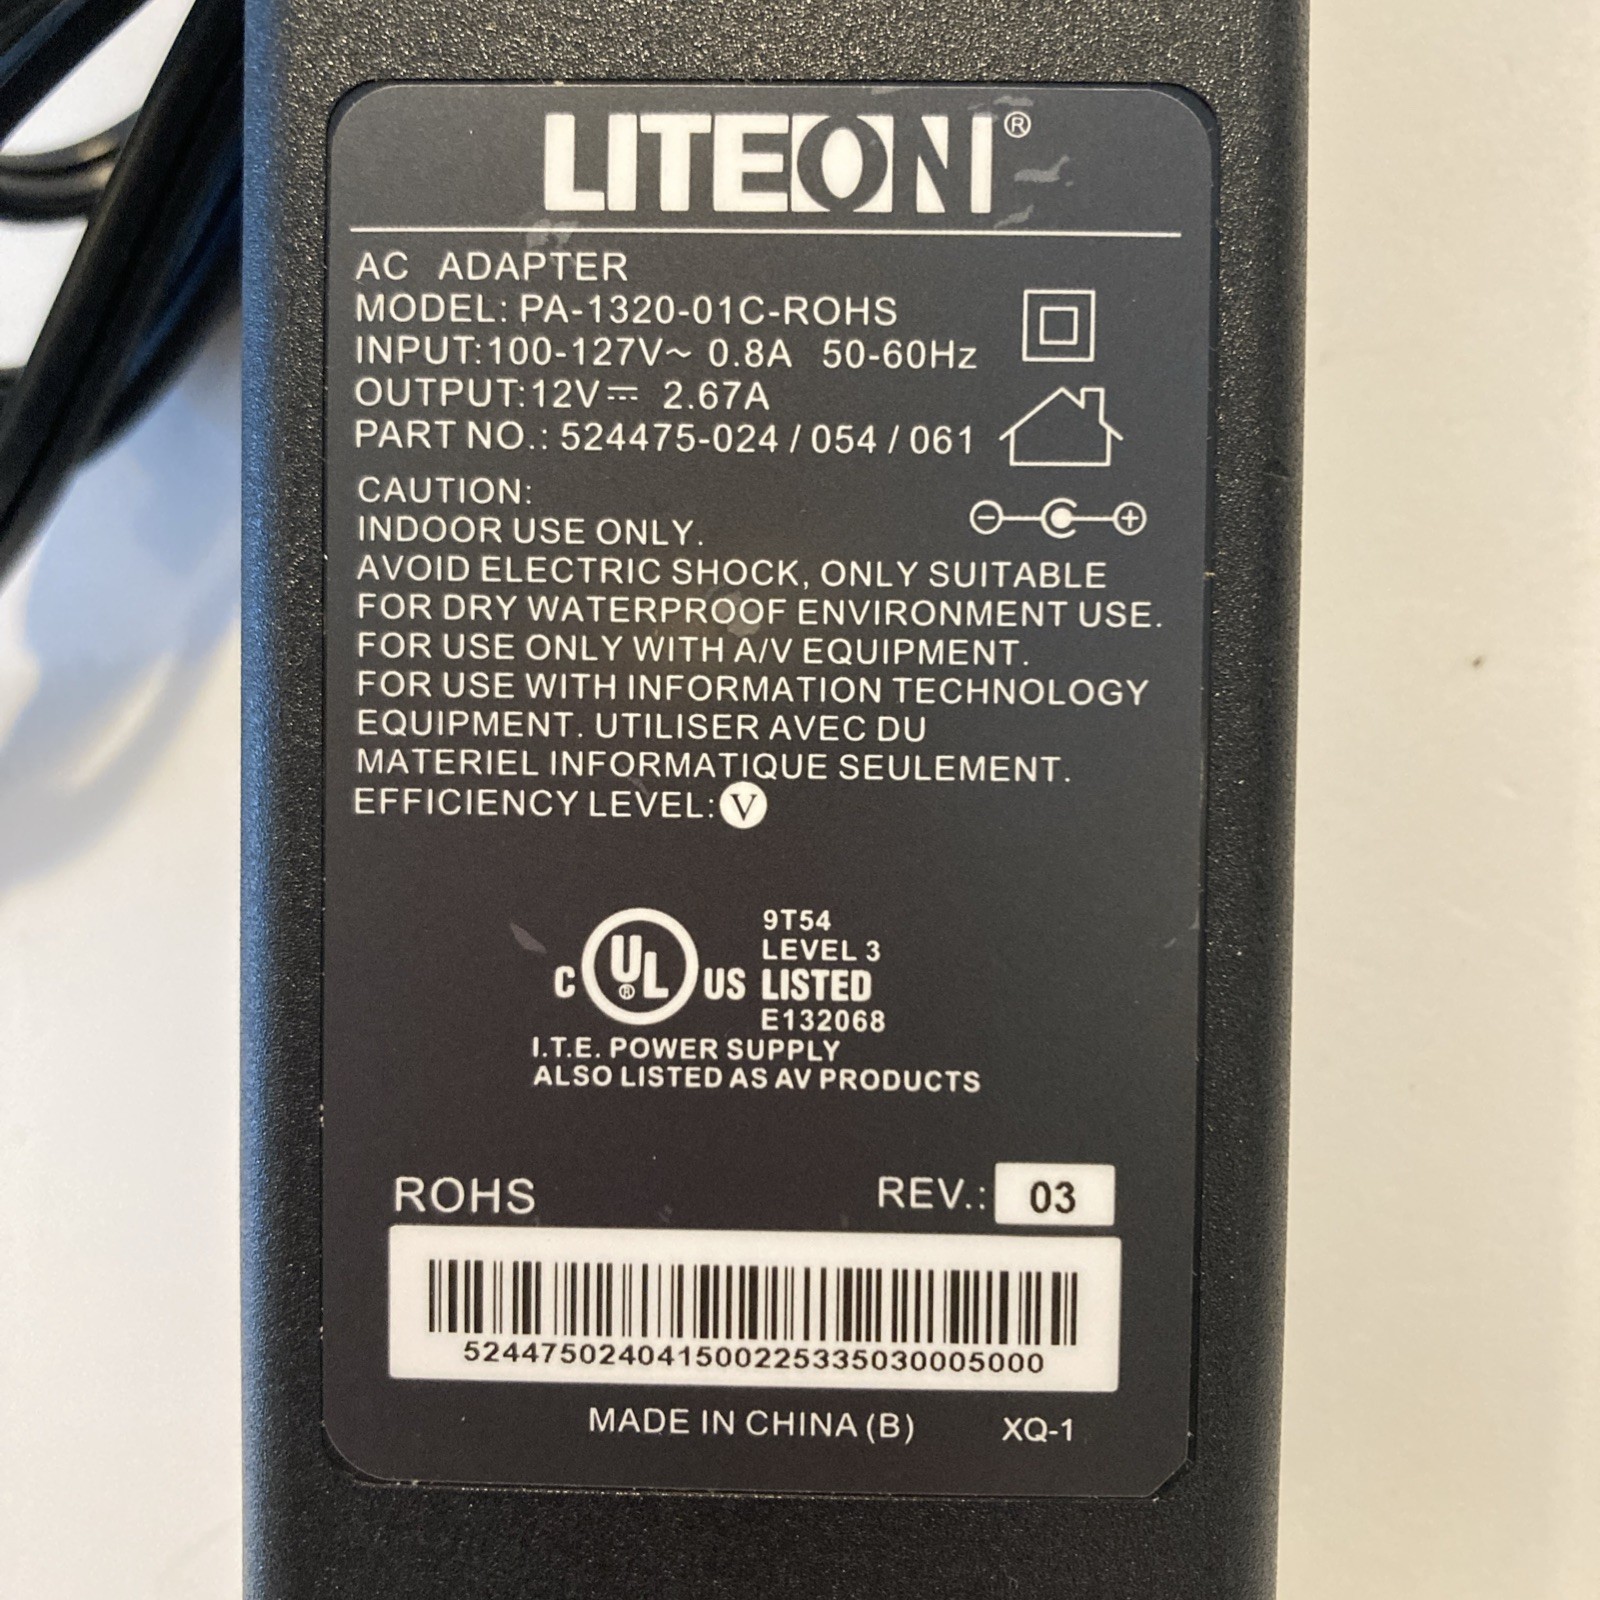 LITEON®
AC ADAPTER
MODEL: PA-1320-01C-ROHS
INPUT:100-127V~ 0.8A 50-60Hz
OUTPUT:12V⎓ 2.67A
PART NO.: 524475-024 / 054 / 061
CAUTION:
INDOOR USE ONLY.
AVOID ELECTRIC SHOCK, ONLY SUITABLE
FOR DRY WATERPROOF ENVIRONMENT USE.
FOR USE ONLY WITH A/V EQUIPMENT.
FOR USE WITH INFORMATION TECHNOLOGY
EQUIPMENT. UTILISER AVEC DU
MATERIEL INFORMATIQUE SEULEMENT.
EFFICIENCY LEVEL: V
9T54
LEVEL 3
C UL® US LISTED
E132068
I.T.E. POWER SUPPLY
ALSO LISTED AS AV PRODUCTS
ROHS REV.: 03
5244750240415002253350300005000
MADE IN CHINA (B) XQ-1